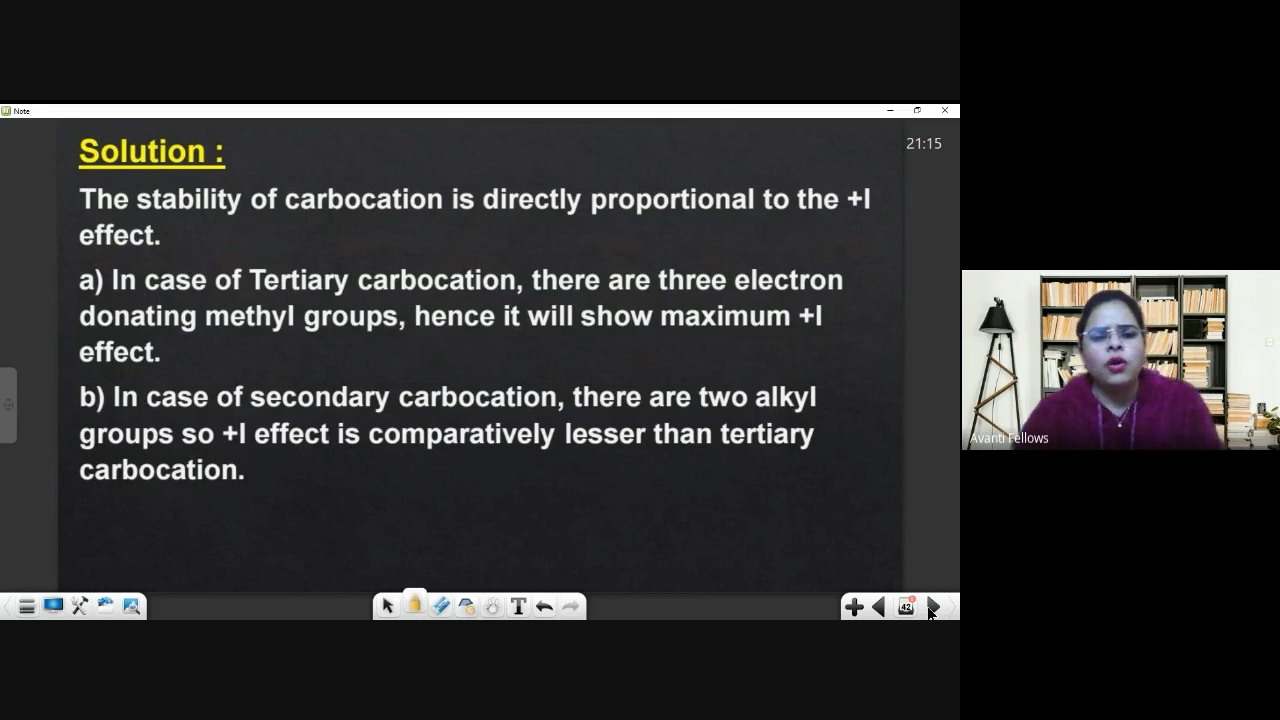 Note
Solution :
21:15
The stability of carbocation is directly proportional to the +I
effect.
a) In case of Tertiary carbocation, there are three electron
donating methyl groups, hence it will show maximum +I
effect.
b) In case of secondary carbocation, there are two alkyl
groups so +I effect is comparatively lesser than tertiary
carbocation.
Avanti Fellows
T
42